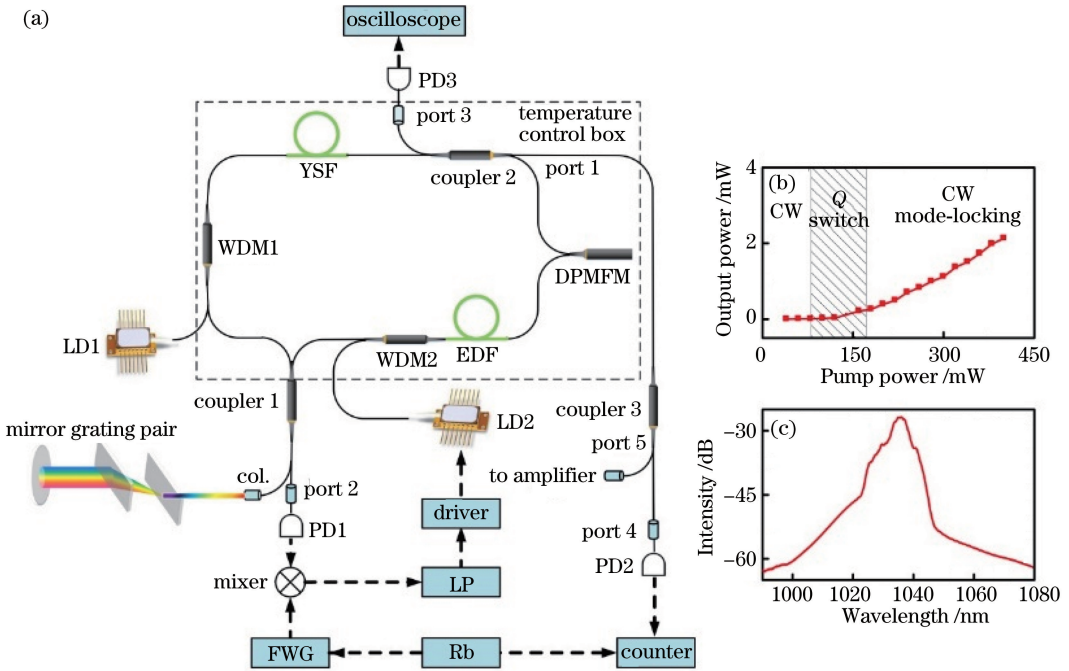 (a)
oscilloscope
PD3
port 3
temperature
control box
YSF
coupler 2
port 1
WDM1
DPMFM
LD1
WDM2
EDF
coupler 1
LD2
coupler 3
mirror grating pair
port 5
col.
to amplifier
port 2
driver
PD1
port 4
mixer
LP
PD2
FWG
Rb
counter
(b)
Output power /mW
4
2
0
CW
Q
switch
CW
mode-locking
0
150
300
450
Pump power /mW
(c)
Intensity /dB
−30
−45
−60
1000
1020
1040
1060
1080
Wavelength /nm